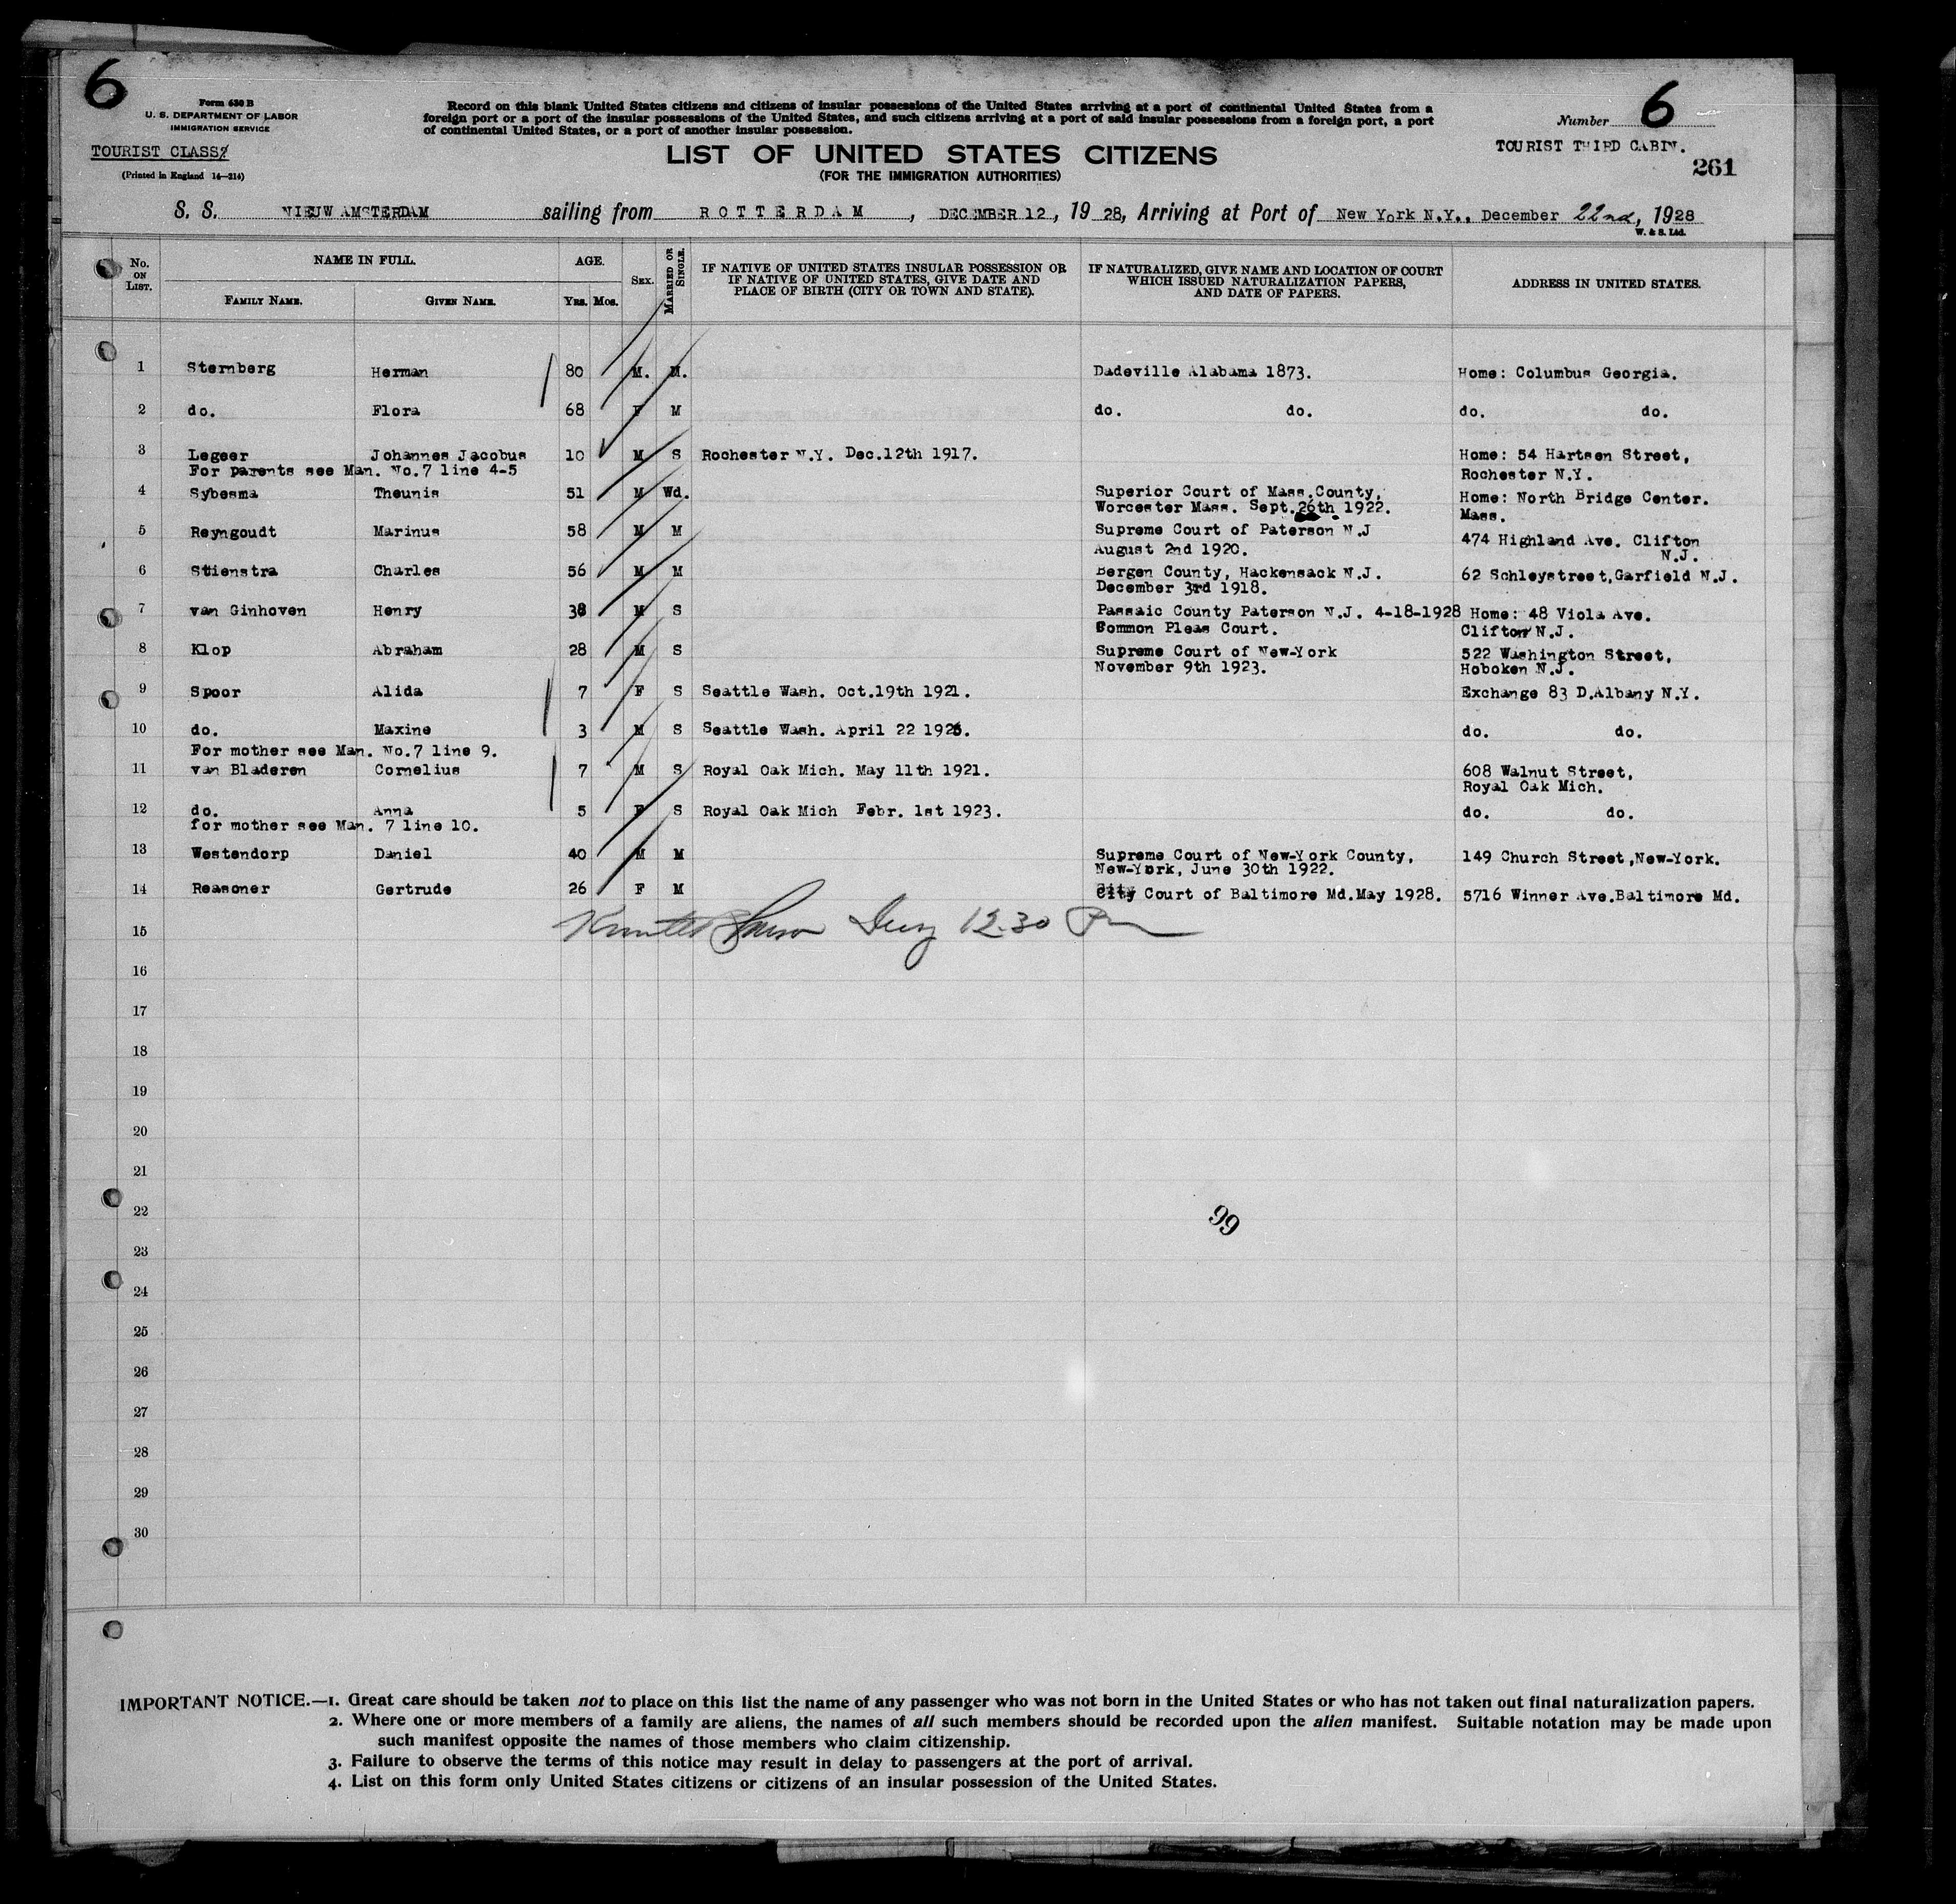 6
Form 630 B
U. S. DEPARTMENT OF LABOR
IMMIGRATION SERVICE
TOURIST CLASS
(Printed in England 14—214)
Record on this blank United States citizens and citizens of insular possessions of the United States arriving at a port of continental United States from a
foreign port or a port of the insular possessions of the United States, and such citizens arriving at a port of said insular possessions from a foreign port, a port
of continental United States, or a port of another insular possession.
LIST OF UNITED STATES CITIZENS
(FOR THE IMMIGRATION AUTHORITIES)
Number 6
TOURIST THIRD CABIN.
261
S. S. NIEUW AMSTERDAM sailing from ROTTERDAM, DECEMBER 12, 19 28, Arriving at Port of New York N.Y., December 22nd, 1928
W. & S. Ltd.
No. ON LIST.
NAME IN FULL.
FAMILY NAME. GIVEN NAME.
AGE.
YRS. MOS.
SEX.
MARRIED OR SINGLE.
IF NATIVE OF UNITED STATES INSULAR POSSESSION OR
IF NATIVE OF UNITED STATES, GIVE DATE AND
PLACE OF BIRTH (CITY OR TOWN AND STATE).
IF NATURALIZED, GIVE NAME AND LOCATION OF COURT
WHICH ISSUED NATURALIZATION PAPERS,
AND DATE OF PAPERS.
ADDRESS IN UNITED STATES.
1 Sternberg Herman 80 M. M. Dadeville Alabama 1873. Home: Columbus Georgia.
2 do. Flora 68 F M do. do. do. do.
3 Legeer Johannes Jacobus 10 M S Rochester N.Y. Dec.12th 1917. Home: 54 Hartsen Street,
For parents see Man. No.7 line 4-5 Rochester N.Y.
4 Sybesma Theunis 51 M Wd. Superior Court of Mass.County, Home: North Bridge Center.
Worcester Mass. Sept.26th 1922. Mass.
5 Reyngoudt Marinus 58 M M Supreme Court of Paterson N.J 474 Highland Ave. Clifton
August 2nd 1920. N.J.
6 Stienstra Charles 56 M M Bergen County, Hackensack N.J. 62 Schleystreet,Garfield N.J.
December 3rd 1918.
7 van Ginhoven Henry 38 M S Passaic County Paterson N.J. 4-18-1928 Home: 48 Viola Ave.
Common Pleas Court. Clifton N.J.
8 Klop Abraham 28 M S Supreme Court of New-York 522 Washington Street,
November 9th 1923. Hoboken N.J.
9 Spoor Alida 7 F S Seattle Wash. Oct.19th 1921. Exchange 83 D.Albany N.Y.
10 do. Maxine 3 M S Seattle Wash. April 22 1925. do. do.
For mother see Man. No.7 line 9.
11 van Bladeren Cornelius 7 M S Royal Oak Mich. May 11th 1921. 608 Walnut Street,
Royal Oak Mich.
12 do. Anna 5 F S Royal Oak Mich Febr. 1st 1923. do. do.
for mother see Man. 7 line 10.
13 Westendorp Daniel 40 M M Supreme Court of New-York County, 149 Church Street,New-York.
New-York, June 30th 1922.
14 Reasoner Gertrude 26 F M City Court of Baltimore Md.May 1928. 5716 Winner Ave.Baltimore Md.
15 12.30 Pm
16
17
18
19
20
21
22
23
24
25
26
27
28
29
30
99
IMPORTANT NOTICE.—1. Great care should be taken not to place on this list the name of any passenger who was not born in the United States or who has not taken out final naturalization papers.
2. Where one or more members of a family are aliens, the names of all such members should be recorded upon the alien manifest. Suitable notation may be made upon
such manifest opposite the names of those members who claim citizenship.
3. Failure to observe the terms of this notice may result in delay to passengers at the port of arrival.
4. List on this form only United States citizens or citizens of an insular possession of the United States.